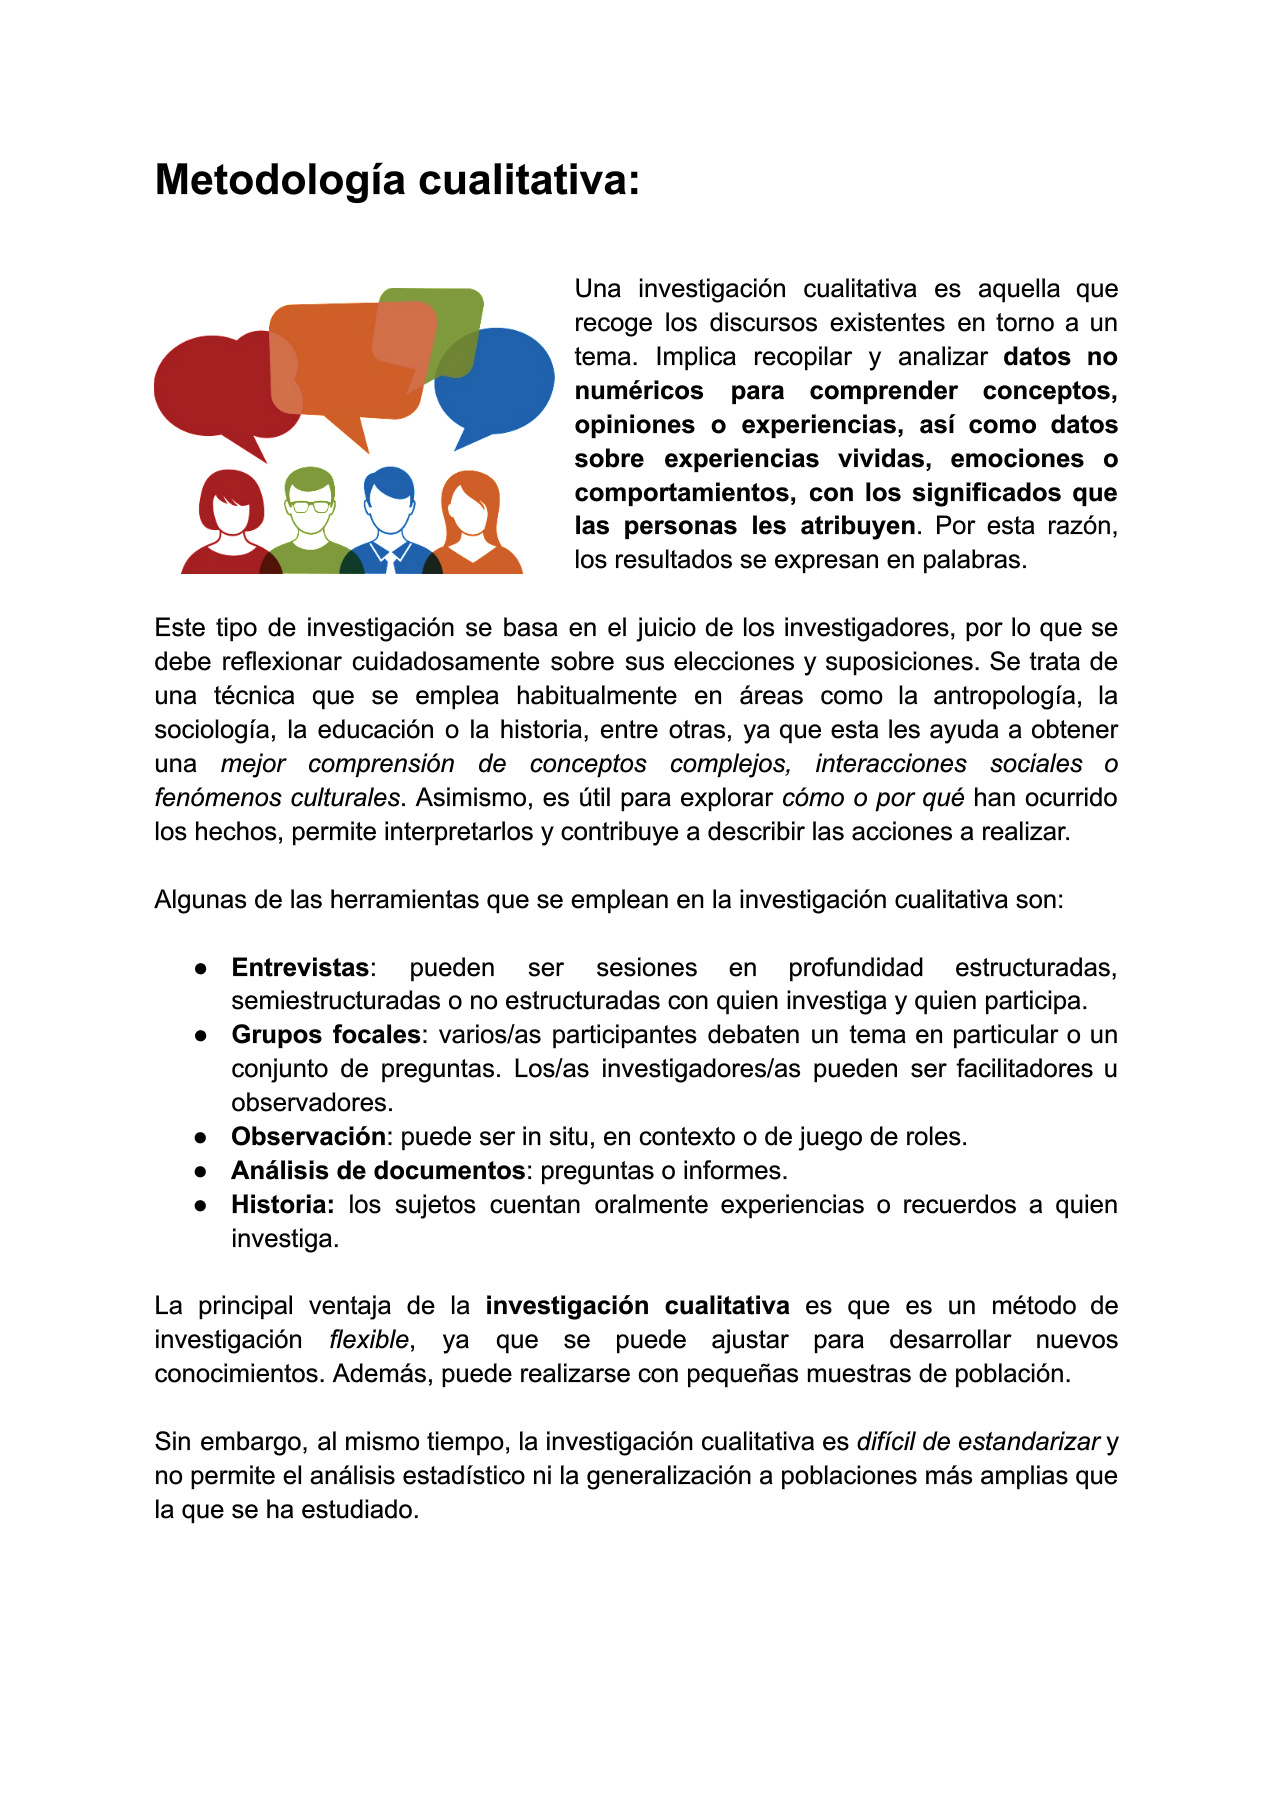 Metodología cualitativa:
Una investigación cualitativa es aquella que
recoge los discursos existentes en torno a un
tema. Implica recopilar y analizar datos no
numéricos para comprender conceptos,
opiniones o experiencias, así como datos
sobre experiencias vividas, emociones o
comportamientos, con los significados que
las personas les atribuyen. Por esta razón,
los resultados se expresan en palabras.
Este tipo de investigación se basa en el juicio de los investigadores, por lo que se
debe reflexionar cuidadosamente sobre sus elecciones y suposiciones. Se trata de
una técnica que se emplea habitualmente en áreas como la antropología, la
sociología, la educación o la historia, entre otras, ya que esta les ayuda a obtener
una mejor comprensión de conceptos complejos, interacciones sociales o
fenómenos culturales. Asimismo, es útil para explorar cómo o por qué han ocurrido
los hechos, permite interpretarlos y contribuye a describir las acciones a realizar.
Algunas de las herramientas que se emplean en la investigación cualitativa son:
● Entrevistas: pueden ser sesiones en profundidad estructuradas,
semiestructuradas o no estructuradas con quien investiga y quien participa.
● Grupos focales: varios/as participantes debaten un tema en particular o un
conjunto de preguntas. Los/as investigadores/as pueden ser facilitadores u
observadores.
● Observación: puede ser in situ, en contexto o de juego de roles.
● Análisis de documentos: preguntas o informes.
● Historia: los sujetos cuentan oralmente experiencias o recuerdos a quien
investiga.
La principal ventaja de la investigación cualitativa es que es un método de
investigación flexible, ya que se puede ajustar para desarrollar nuevos
conocimientos. Además, puede realizarse con pequeñas muestras de población.
Sin embargo, al mismo tiempo, la investigación cualitativa es difícil de estandarizar y
no permite el análisis estadístico ni la generalización a poblaciones más amplias que
la que se ha estudiado.